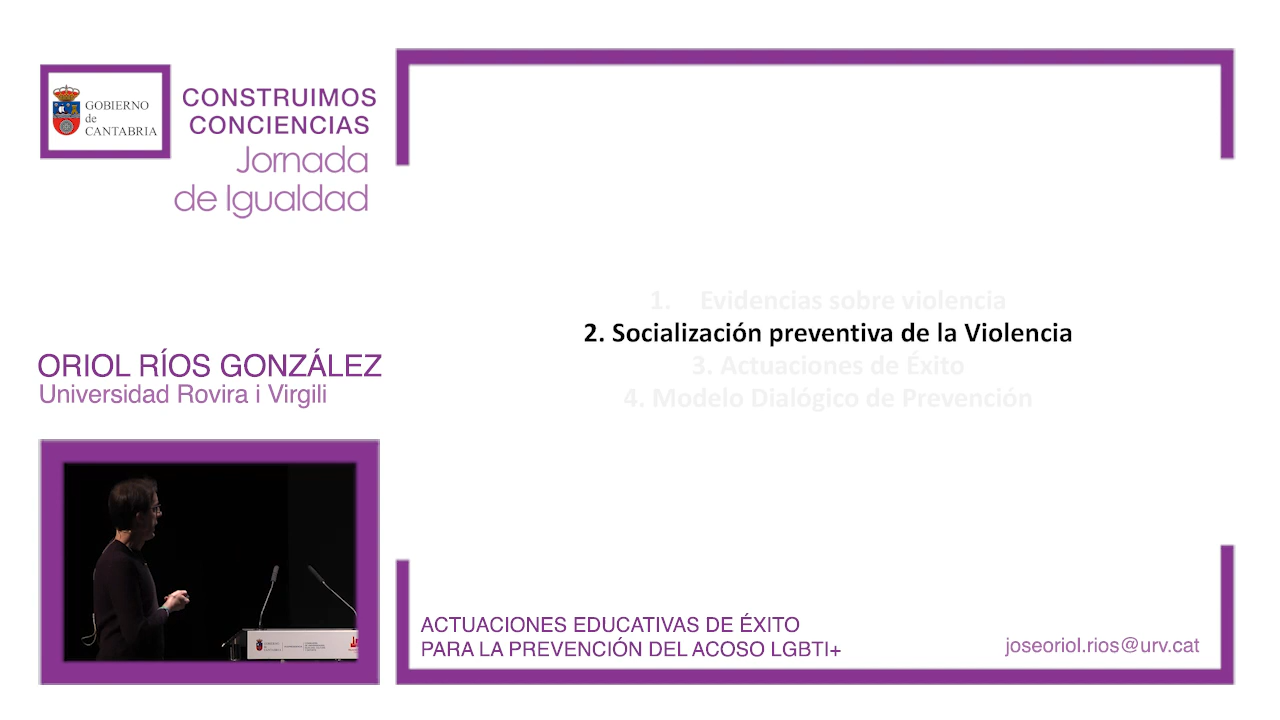 GOBIERNO
de
CANTABRIA
CONSTRUIMOS
CONCIENCIAS
Jornada
de Igualdad
1. Evidencias sobre violencia
2. Socialización preventiva de la Violencia
3. Actuaciones de Éxito
4. Modelo Dialógico de Prevención
ORIOL RÍOS GONZÁLEZ
Universidad Rovira i Virgili
ACTUACIONES EDUCATIVAS DE ÉXITO
PARA LA PREVENCIÓN DEL ACOSO LGBTI+
joseoriol.rios@urv.cat